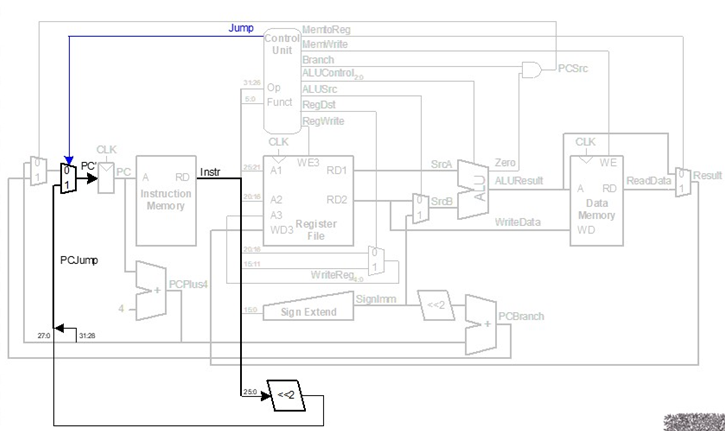 Jump
MemtoReg
Control
Unit
MemWrite
Branch
ALUControl2:0
PCSrc
31:26
Op
ALUSrc
5:0
Funct
RegDst
RegWrite
CLK
CLK
CLK
0
1
PC'
PC
A
RD
Instruction
Memory
Instr
25:21
A1
WE3
RD1
SrcA
Zero
WE
0
1
Result
20:16
A2
RD2
0
1
SrcB
ALU
ALUResult
A
RD
ReadData
Data
Memory
A3
WD3
Register
File
WriteData
WD
PCJump
20:16
0
15:11
1
WriteReg4:0
PCPlus4
+
4
SignImm
15:0
Sign Extend
<<2
+
PCBranch
27:0
31:28
25:0
<<2
0
1